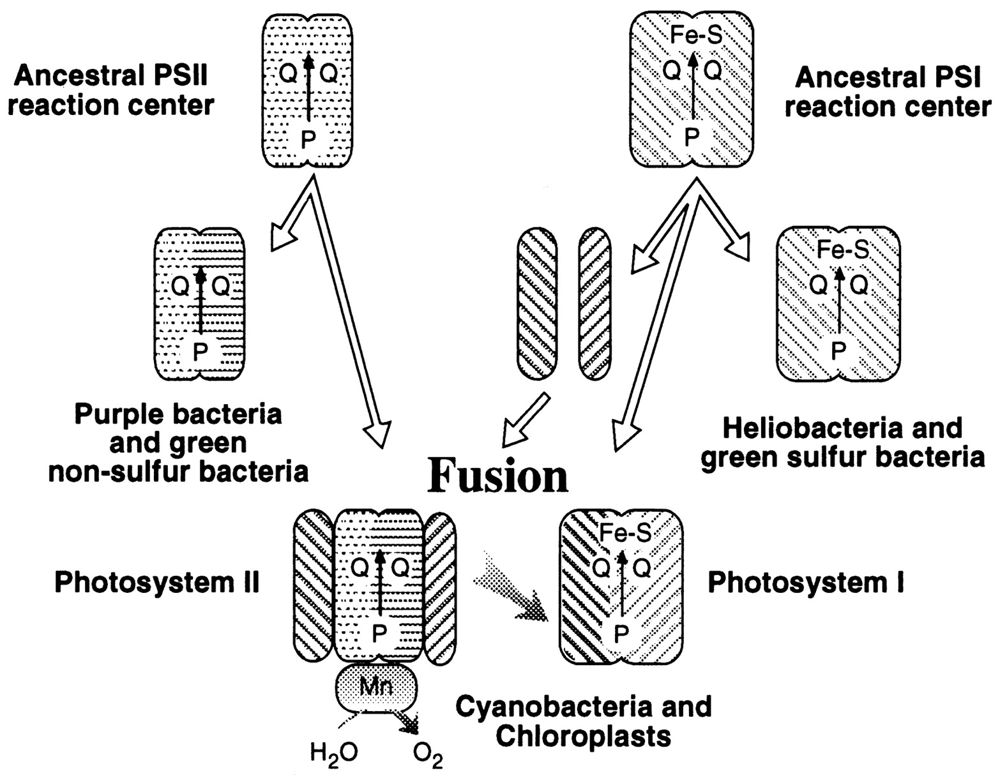 Ancestral PSII
reaction center
Q Q
P
Fe-S
Q Q
P
Ancestral PSI
reaction center
Q Q
P
Purple bacteria
and green
non-sulfur bacteria
Fe-S
Q Q
P
Heliobacteria and
green sulfur bacteria
Fusion
Photosystem II
Q Q
P
Mn
H2O
O2
Fe-S
Q Q
P
Photosystem I
Cyanobacteria and
Chloroplasts